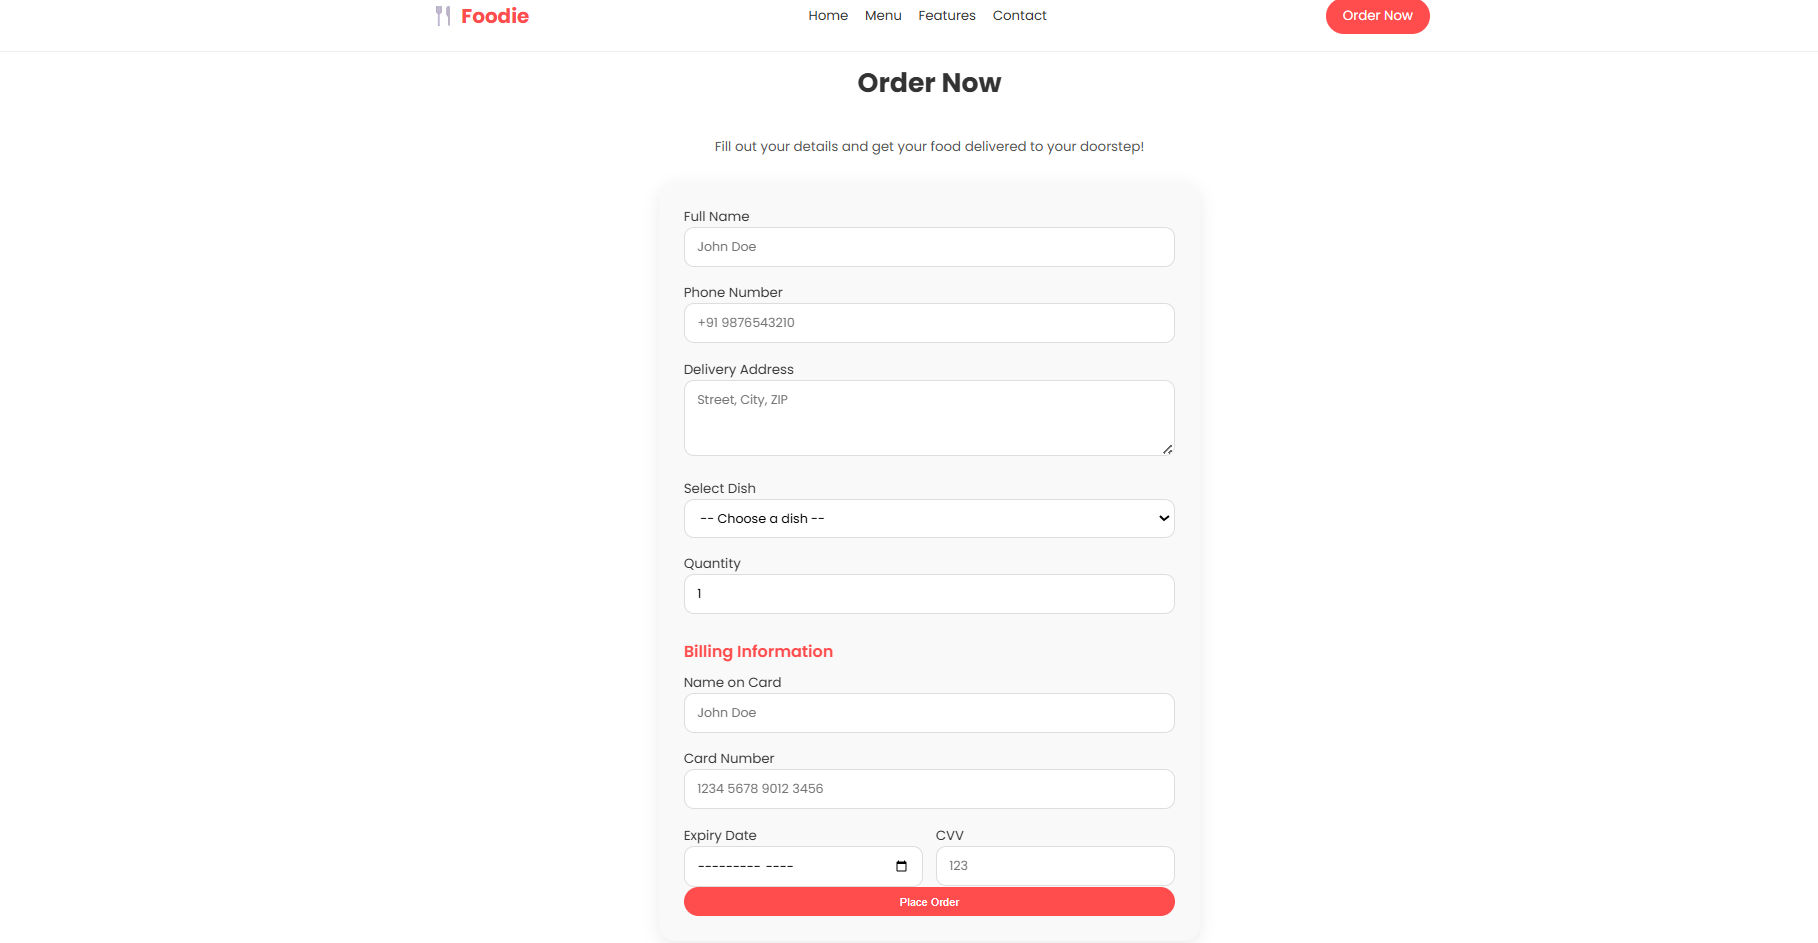 Foodie
Home Menu Features Contact
Order Now
Order Now
Fill out your details and get your food delivered to your doorstep!
Full Name
John Doe
Phone Number
+91 9876543210
Delivery Address
Street, City, ZIP
Select Dish
-- Choose a dish --
Quantity
1
Billing Information
Name on Card
John Doe
Card Number
1234 5678 9012 3456
Expiry Date CVV
--------- ---- 123
Place Order